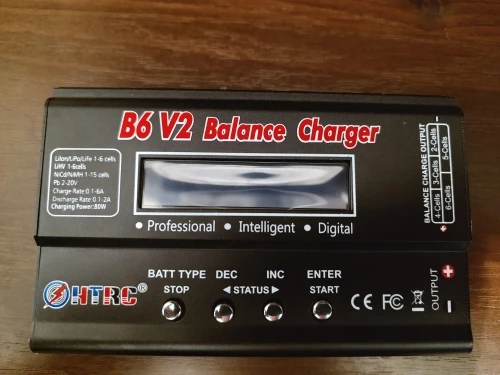 B6 V2 Balance Charger
LiIon/LiPo/LiFe 1-6 cells
LiHV 1-6cells
NiCd/NiMH 1-15 cells
Pb 2-20V
Charge Rate:0.1-6A
Discharge Rate:0.1-2A
Charging Power:80W
• Professional • Intelligent • Digital
BALANCE CHARGE OUTPUT
2-Cells
3-Cells
4-Cells
5-Cells
6-Cells
BATT TYPE DEC INC ENTER
STOP ◄STATUS► START
HTRC®
CE FC
OUTPUT
+
−